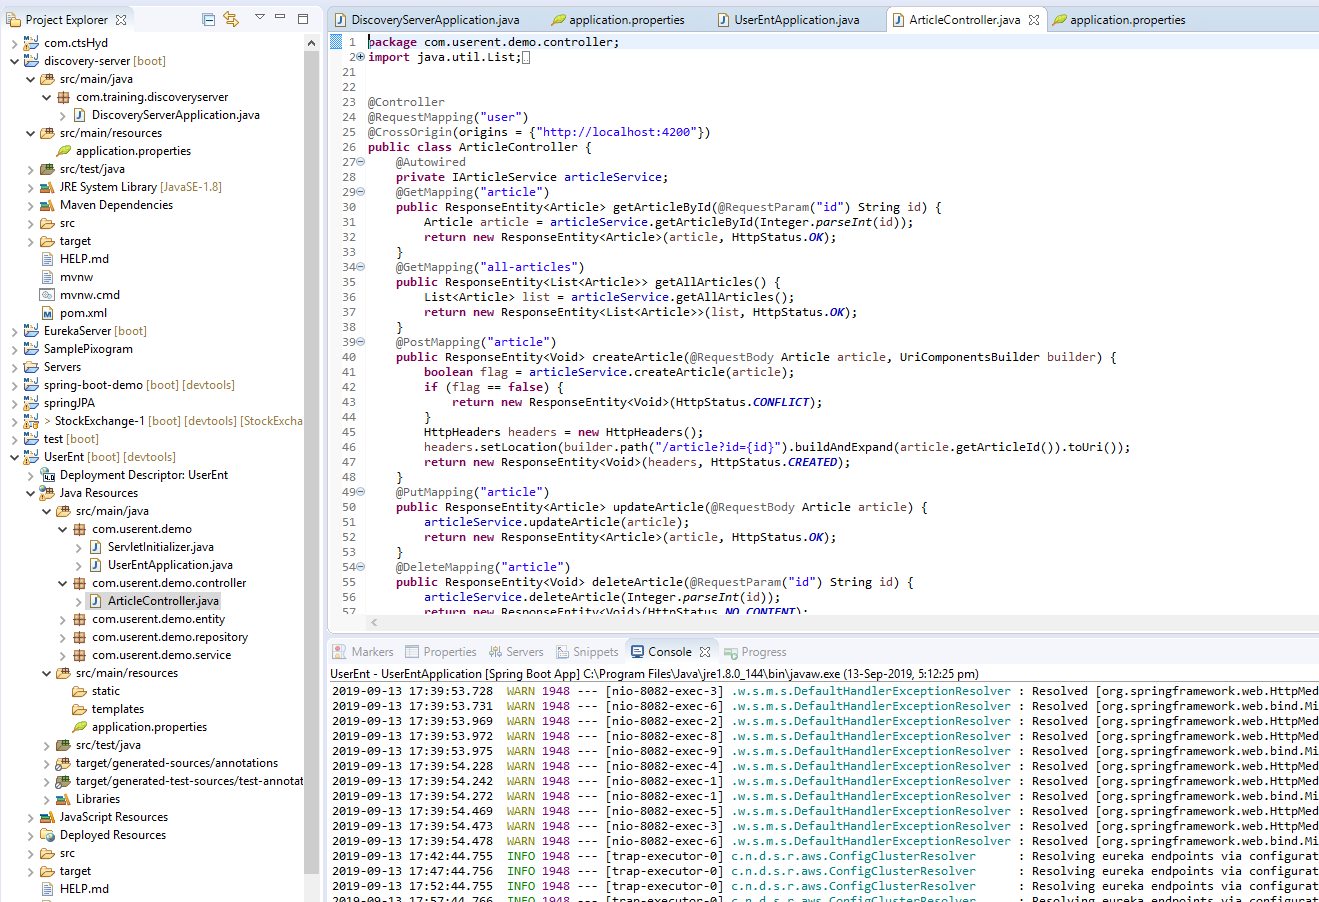 Project Explorer
com.ctsHyd
discovery-server [boot]
src/main/java
com.training.discoveryserver
DiscoveryServerApplication.java
src/main/resources
application.properties
src/test/java
JRE System Library [JavaSE-1.8]
Maven Dependencies
src
target
HELP.md
mvnw
mvnw.cmd
pom.xml
EurekaServer [boot]
SamplePixogram
Servers
spring-boot-demo [boot] [devtools]
springJPA
> StockExchange-1 [boot] [devtools] [StockExcha
test [boot]
UserEnt [boot] [devtools]
Deployment Descriptor: UserEnt
Java Resources
src/main/java
com.userent.demo
ServletInitializer.java
UserEntApplication.java
com.userent.demo.controller
ArticleController.java
com.userent.demo.entity
com.userent.demo.repository
com.userent.demo.service
src/main/resources
static
templates
application.properties
src/test/java
target/generated-sources/annotations
target/generated-test-sources/test-annotat
Libraries
JavaScript Resources
Deployed Resources
src
target
HELP.md
DiscoveryServerApplication.java application.properties UserEntApplication.java ArticleController.java application.properties
1 package com.userent.demo.controller;
2 import java.util.List;
21
22
23 @Controller
24 @RequestMapping("user")
25 @CrossOrigin(origins = {"http://localhost:4200"})
26 public class ArticleController {
27 @Autowired
28 private IArticleService articleService;
29 @GetMapping("article")
30 public ResponseEntity<Article> getArticleById(@RequestParam("id") String id) {
31 Article article = articleService.getArticleById(Integer.parseInt(id));
32 return new ResponseEntity<Article>(article, HttpStatus.OK);
33 }
34 @GetMapping("all-articles")
35 public ResponseEntity<List<Article>> getAllArticles() {
36 List<Article> list = articleService.getAllArticles();
37 return new ResponseEntity<List<Article>>(list, HttpStatus.OK);
38 }
39 @PostMapping("article")
40 public ResponseEntity<Void> createArticle(@RequestBody Article article, UriComponentsBuilder builder) {
41 boolean flag = articleService.createArticle(article);
42 if (flag == false) {
43 return new ResponseEntity<Void>(HttpStatus.CONFLICT);
44 }
45 HttpHeaders headers = new HttpHeaders();
46 headers.setLocation(builder.path("/article?id={id}").buildAndExpand(article.getArticleId()).toUri());
47 return new ResponseEntity<Void>(headers, HttpStatus.CREATED);
48 }
49 @PutMapping("article")
50 public ResponseEntity<Article> updateArticle(@RequestBody Article article) {
51 articleService.updateArticle(article);
52 return new ResponseEntity<Article>(article, HttpStatus.OK);
53 }
54 @DeleteMapping("article")
55 public ResponseEntity<Void> deleteArticle(@RequestParam("id") String id) {
56 articleService.deleteArticle(Integer.parseInt(id));
57 return new ResponseEntity<Void>(HttpStatus.NO_CONTENT);
Markers Properties Servers Snippets Console Progress
UserEnt - UserEntApplication [Spring Boot App] C:\Program Files\Java\jre1.8.0_144\bin\javaw.exe (13-Sep-2019, 5:12:25 pm)
2019-09-13 17:39:53.728 WARN 1948 --- [nio-8082-exec-3] .w.s.m.s.DefaultHandlerExceptionResolver : Resolved [org.springframework.web.HttpMed
2019-09-13 17:39:53.731 WARN 1948 --- [nio-8082-exec-6] .w.s.m.s.DefaultHandlerExceptionResolver : Resolved [org.springframework.web.bind.Mi
2019-09-13 17:39:53.969 WARN 1948 --- [nio-8082-exec-2] .w.s.m.s.DefaultHandlerExceptionResolver : Resolved [org.springframework.web.HttpMed
2019-09-13 17:39:53.972 WARN 1948 --- [nio-8082-exec-8] .w.s.m.s.DefaultHandlerExceptionResolver : Resolved [org.springframework.web.HttpMed
2019-09-13 17:39:53.975 WARN 1948 --- [nio-8082-exec-9] .w.s.m.s.DefaultHandlerExceptionResolver : Resolved [org.springframework.web.bind.Mi
2019-09-13 17:39:54.228 WARN 1948 --- [nio-8082-exec-4] .w.s.m.s.DefaultHandlerExceptionResolver : Resolved [org.springframework.web.HttpMed
2019-09-13 17:39:54.242 WARN 1948 --- [nio-8082-exec-1] .w.s.m.s.DefaultHandlerExceptionResolver : Resolved [org.springframework.web.HttpMed
2019-09-13 17:39:54.272 WARN 1948 --- [nio-8082-exec-1] .w.s.m.s.DefaultHandlerExceptionResolver : Resolved [org.springframework.web.bind.Mi
2019-09-13 17:39:54.469 WARN 1948 --- [nio-8082-exec-5] .w.s.m.s.DefaultHandlerExceptionResolver : Resolved [org.springframework.web.HttpMed
2019-09-13 17:39:54.473 WARN 1948 --- [nio-8082-exec-3] .w.s.m.s.DefaultHandlerExceptionResolver : Resolved [org.springframework.web.HttpMed
2019-09-13 17:39:54.478 WARN 1948 --- [nio-8082-exec-6] .w.s.m.s.DefaultHandlerExceptionResolver : Resolved [org.springframework.web.bind.Mi
2019-09-13 17:42:44.755 INFO 1948 --- [trap-executor-0] c.n.d.s.r.aws.ConfigClusterResolver : Resolving eureka endpoints via configurat
2019-09-13 17:47:44.756 INFO 1948 --- [trap-executor-0] c.n.d.s.r.aws.ConfigClusterResolver : Resolving eureka endpoints via configurat
2019-09-13 17:52:44.755 INFO 1948 --- [trap-executor-0] c.n.d.s.r.aws.ConfigClusterResolver : Resolving eureka endpoints via configurat
2019-09-13 17:57:44.766 INFO 1948 --- [trap-executor-0] c.n.d.s.r.aws.ConfigClusterResolver : Resolving eureka endpoints via configurat